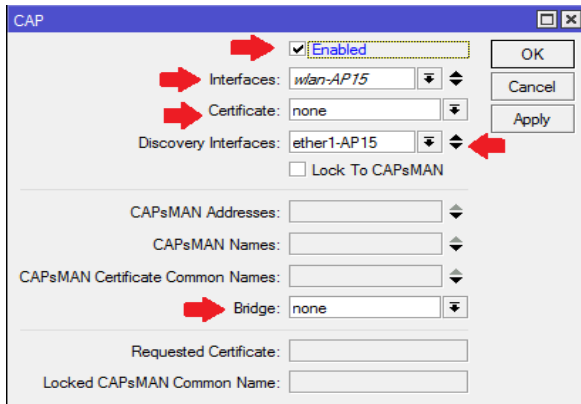 CAP
Enabled
OK
Interfaces: wlan-AP15
Cancel
Certificate: none
Apply
Discovery Interfaces: ether1-AP15
Lock To CAPsMAN
CAPsMAN Addresses:
CAPsMAN Names:
CAPsMAN Certificate Common Names:
Bridge: none
Requested Certificate:
Locked CAPsMAN Common Name: